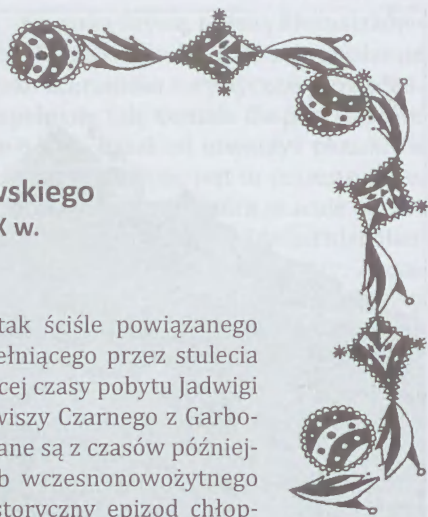 wskiego
X w.
tak ściśle powiązanego
ełniącego przez stulecia
cej czasy pobytu Jadwigi
wiszy Czarnego z Garbo-
ane są z czasów później-
b wczesnonowożytnego
storyczny epizod chłop-